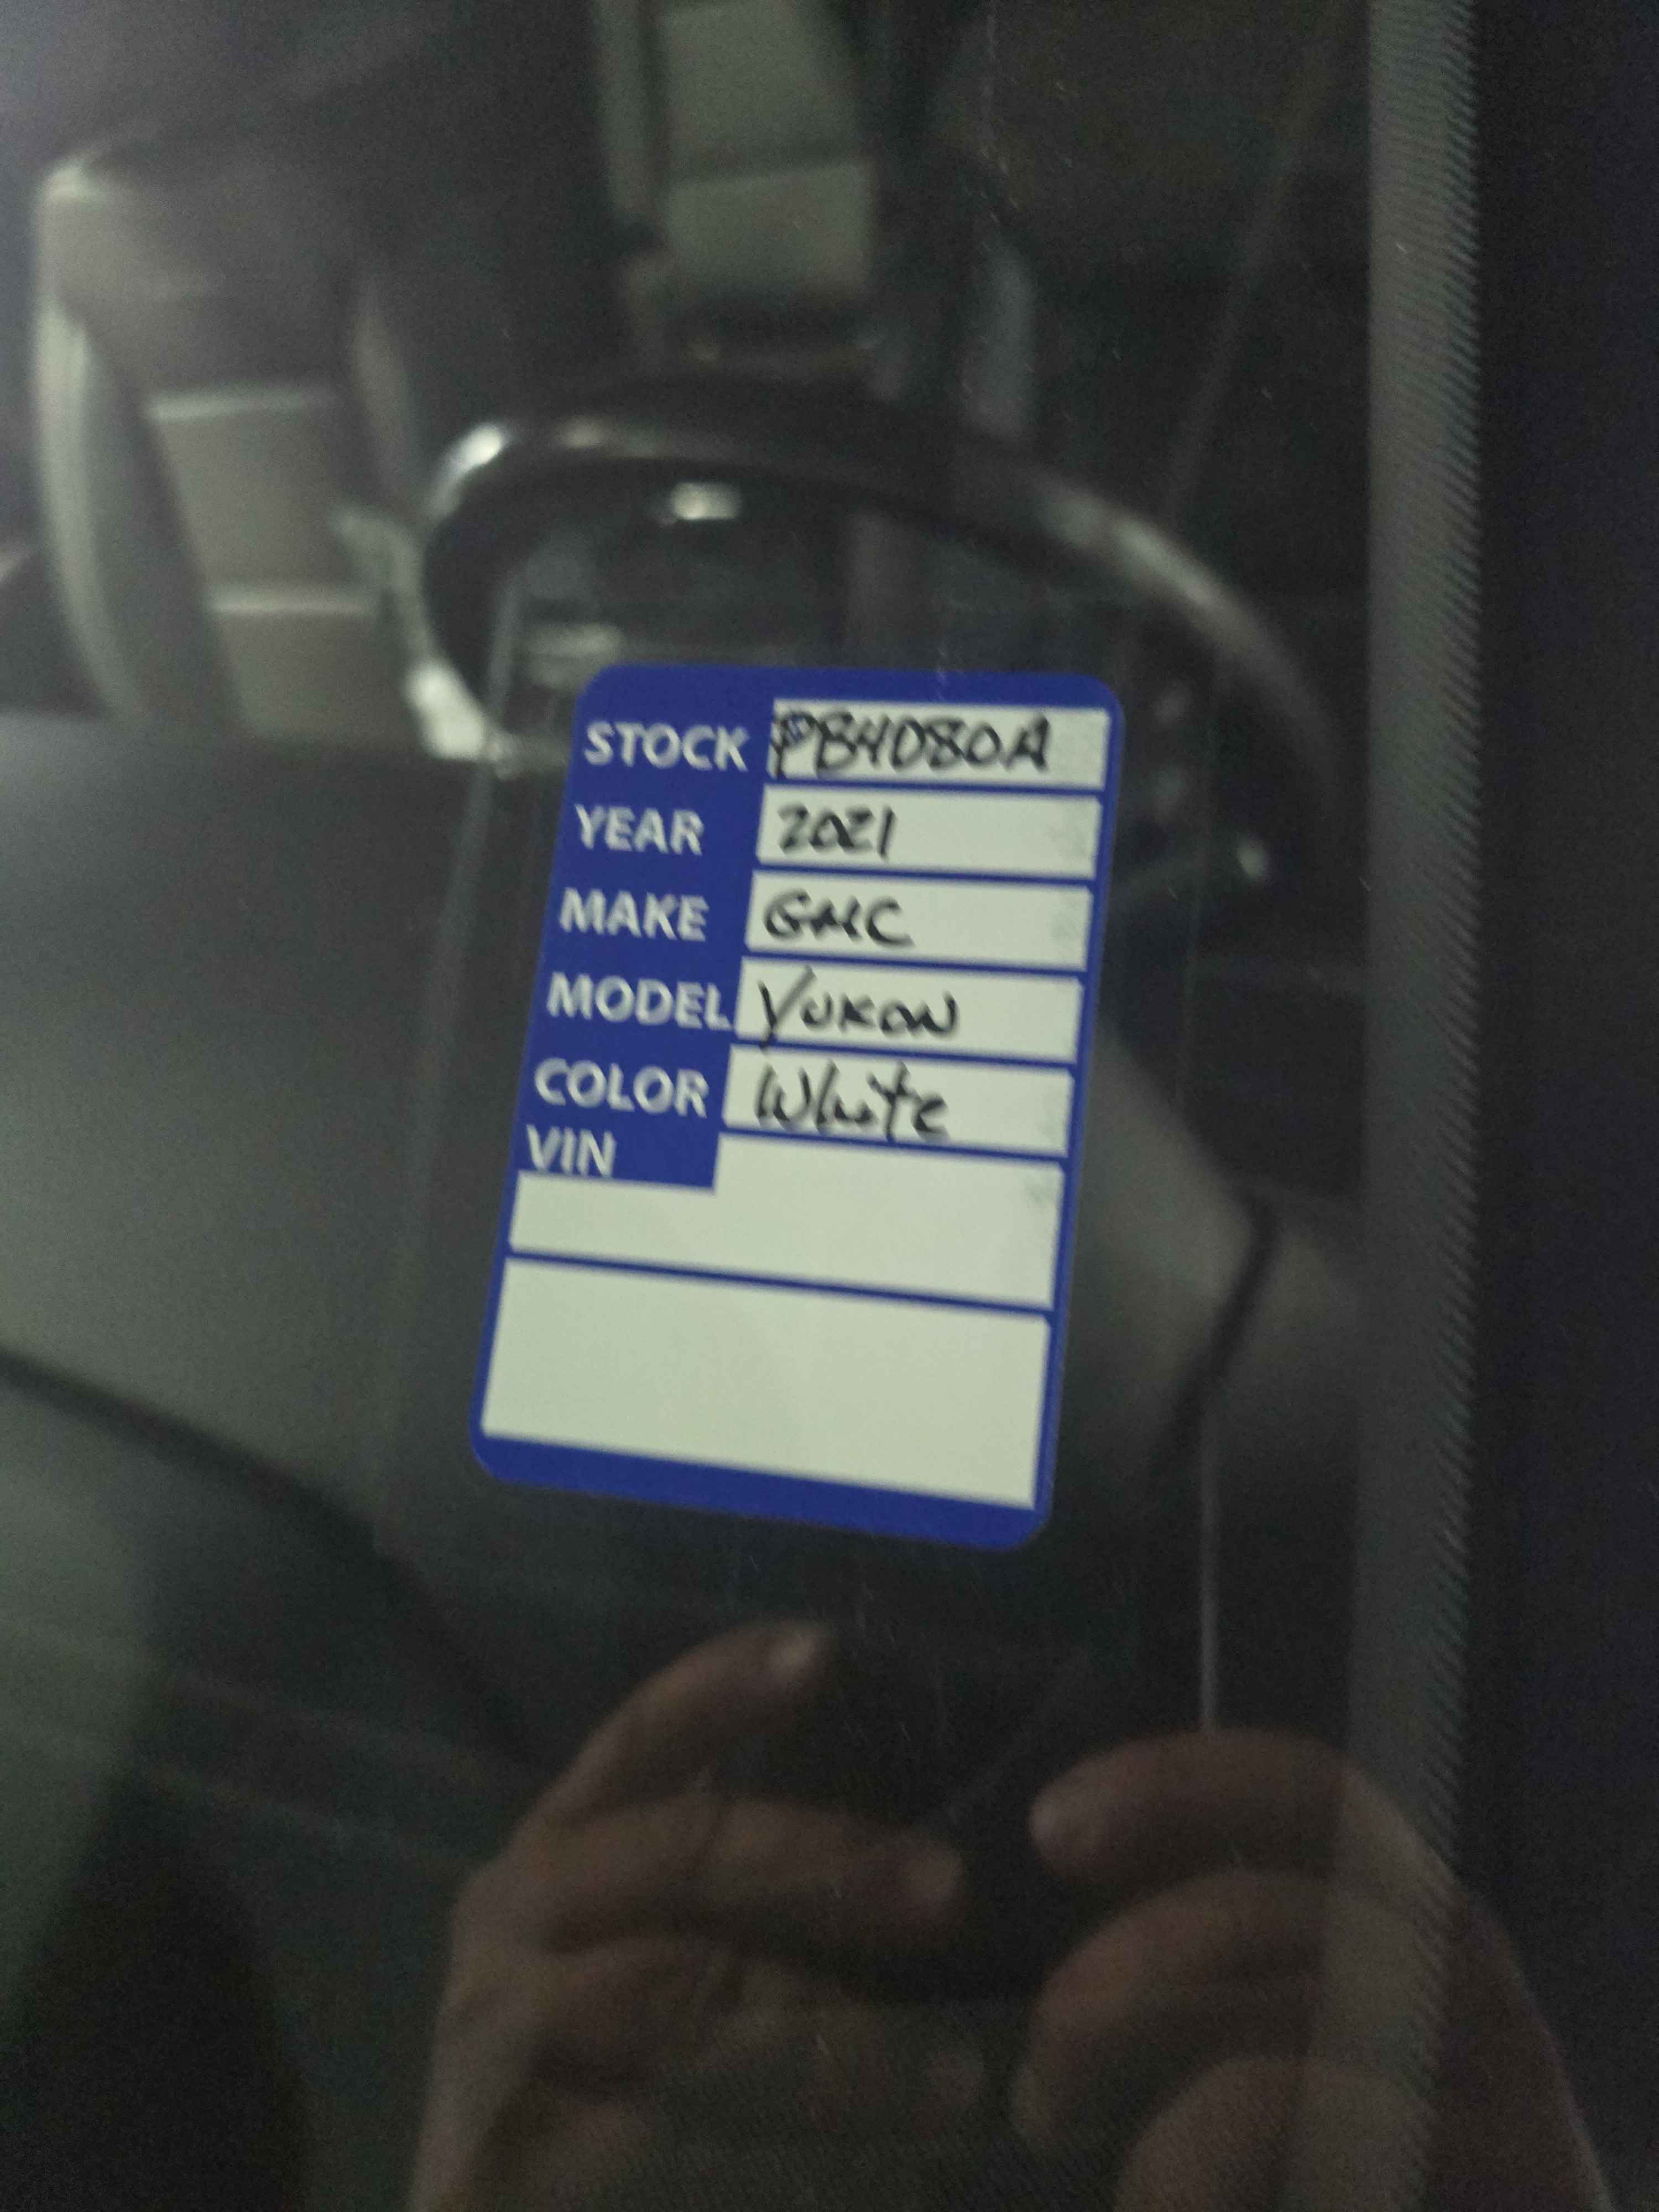 STOCK PB4080A
YEAR 2021
MAKE GMC
MODEL YUKON
COLOR White
VIN